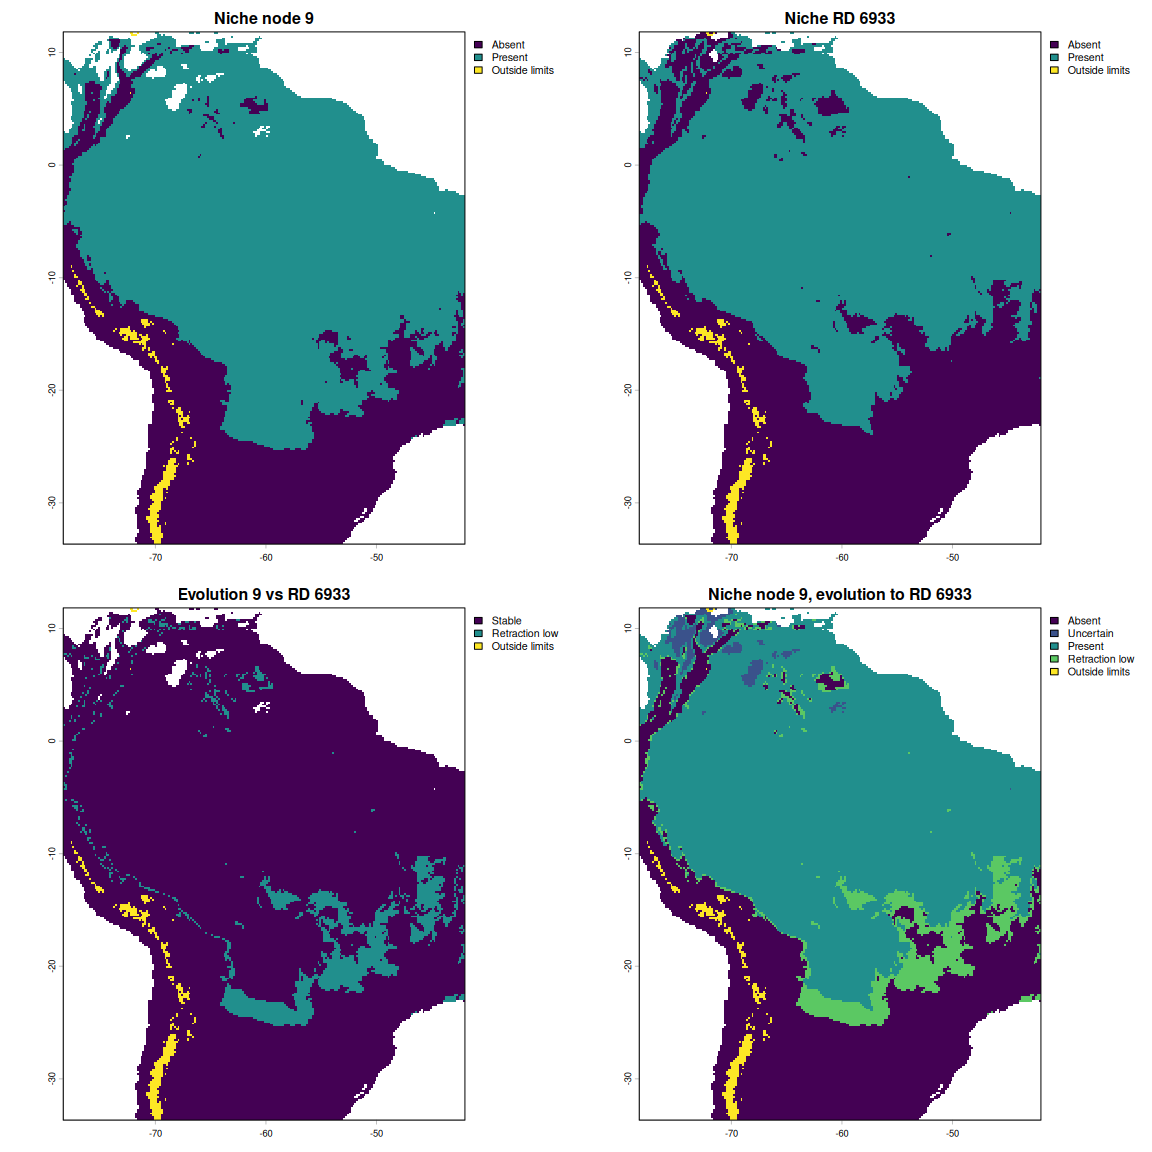 Niche node 9
Absent
Present
Outside limits
10
0
-10
-20
-30
-70
-60
-50
Niche RD 6933
Absent
Present
Outside limits
10
0
-10
-20
-30
-70
-60
-50
Evolution 9 vs RD 6933
Stable
Retraction low
Outside limits
10
0
-10
-20
-30
-70
-60
-50
Niche node 9, evolution to RD 6933
Absent
Uncertain
Present
Retraction low
Outside limits
10
0
-10
-20
-30
-70
-60
-50